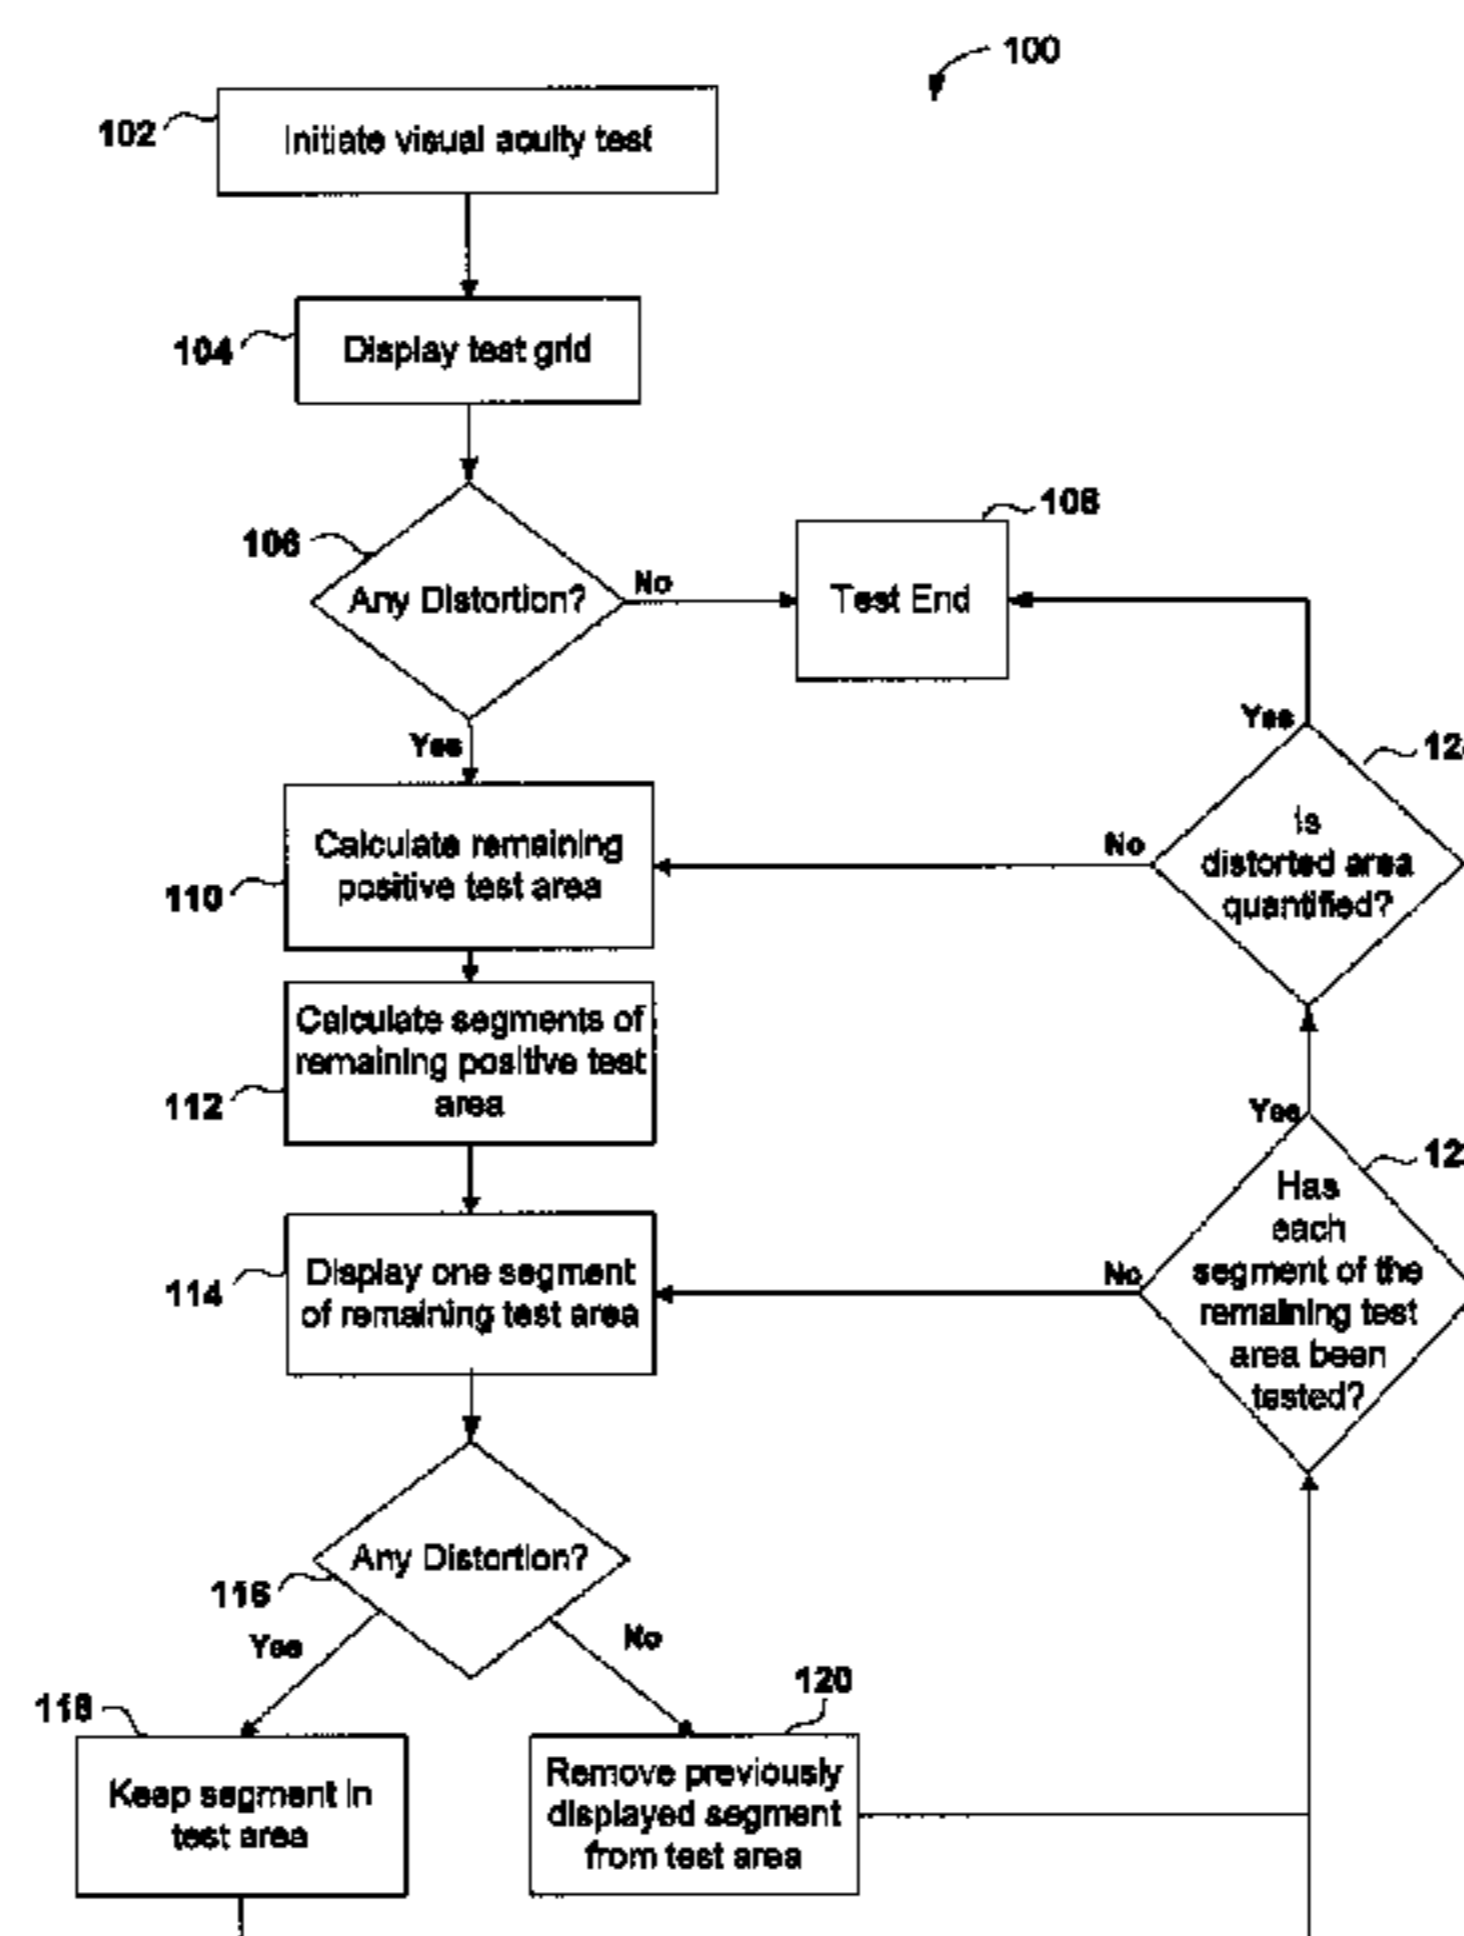 100
102
Initiate visual acuity test
104
Display test grid
106
Any Distortion?
No
108
Test End
Yes
Yes
110
Calculate remaining
positive test area
No
Is
distorted area
quantified?
112
Calculate segments of
remaining positive test
area
Yes
114
Display one segment
of remaining test area
No
Has
each
segment of the
remaining test
area been
tested?
116
Any Distortion?
Yes
No
118
Keep segment in
test area
120
Remove previously
displayed segment
from test area